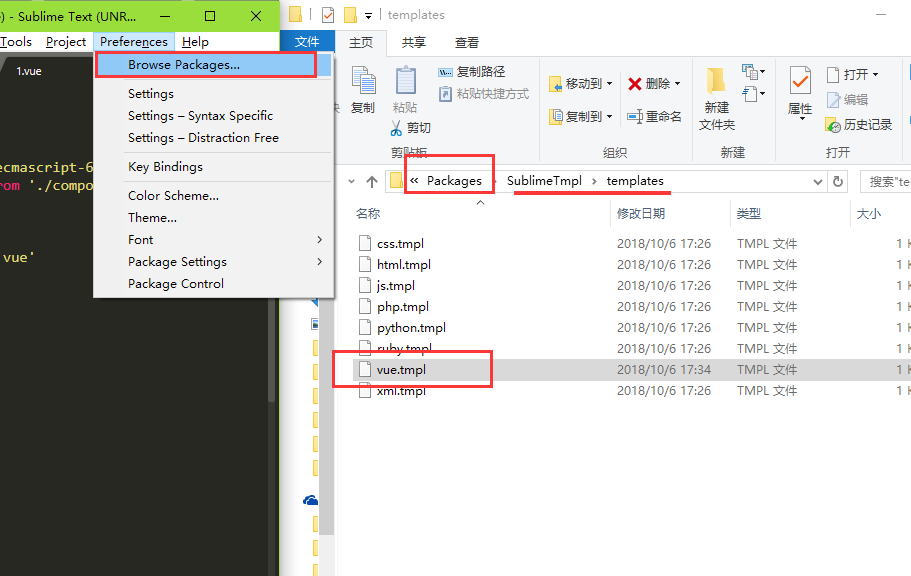 ) - Sublime Text (UNR...
Tools Project Preferences Help
1.vue
ecmascript-6
rom './compo
vue'
Browse Packages...
Settings
Settings – Syntax Specific
Settings – Distraction Free
Key Bindings
Color Scheme...
Theme...
Font
Package Settings
Package Control
templates
文件 主页 共享 查看
复制
粘贴
复制路径
粘贴快捷方式
剪切
剪贴板
移动到
复制到
删除
重命名
组织
新建
文件夹
新建
属性
打开
编辑
历史记录
打开
« Packages › SublimeTmpl › templates
搜索"te
名称 修改日期 类型 大小
css.tmpl 2018/10/6 17:26 TMPL 文件 1 K
html.tmpl 2018/10/6 17:26 TMPL 文件 1 K
js.tmpl 2018/10/6 17:26 TMPL 文件 1 K
php.tmpl 2018/10/6 17:26 TMPL 文件 1 K
python.tmpl 2018/10/6 17:26 TMPL 文件 1 K
ruby.tmpl 2018/10/6 17:26 TMPL 文件 1 K
vue.tmpl 2018/10/6 17:34 TMPL 文件 1 K
xml.tmpl 2018/10/6 17:26 TMPL 文件 1 K